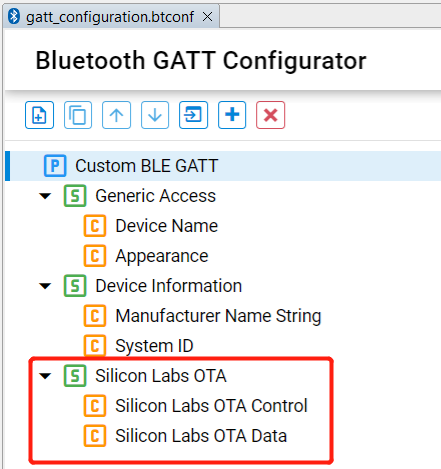 gatt_configuration.btconf
Bluetooth GATT Configurator
P Custom BLE GATT
S Generic Access
C Device Name
C Appearance
S Device Information
C Manufacturer Name String
C System ID
S Silicon Labs OTA
C Silicon Labs OTA Control
C Silicon Labs OTA Data